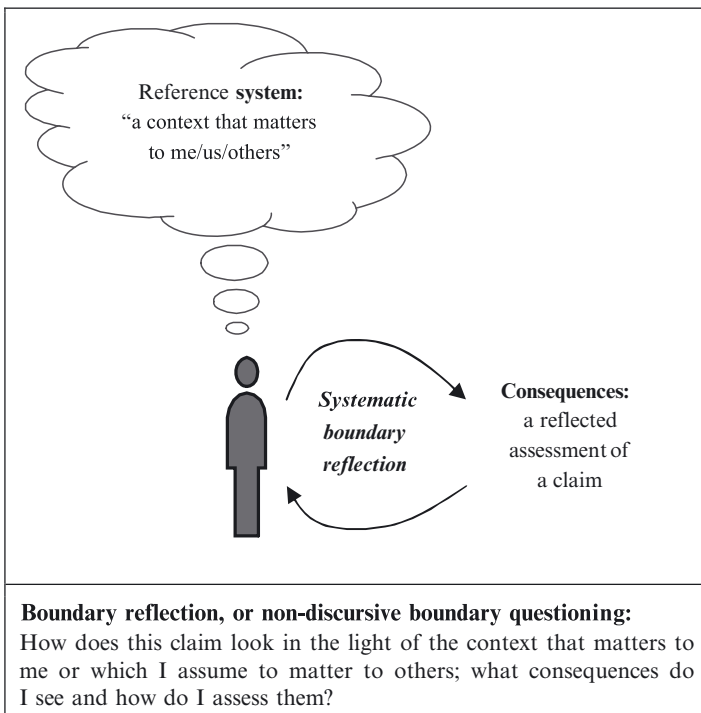 Reference system:
“a context that matters
to me/us/others”
Systematic
boundary
reflection
Consequences:
a reflected
assessment of
a claim
Boundary reflection, or non-discursive boundary questioning:
How does this claim look in the light of the context that matters to
me or which I assume to matter to others; what consequences do
I see and how do I assess them?